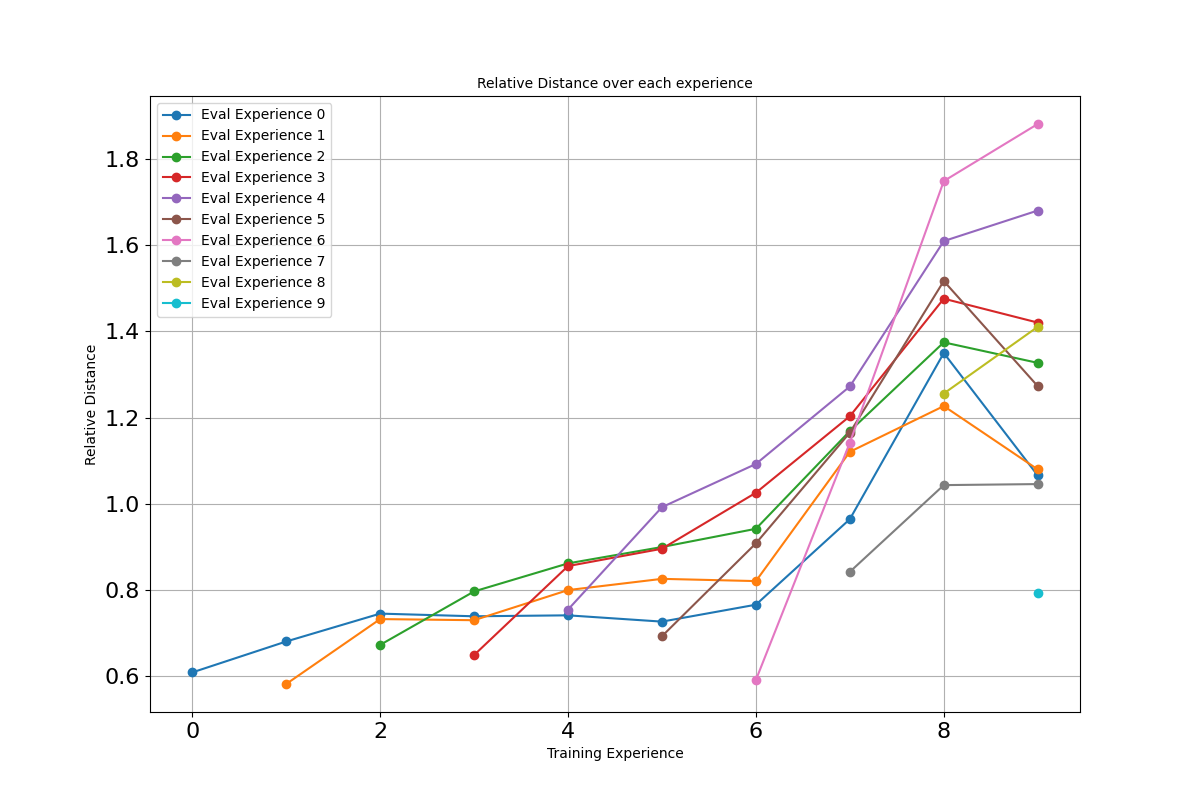 Relative Distance over each experience
Eval Experience 0
Eval Experience 1
Eval Experience 2
Eval Experience 3
Eval Experience 4
Eval Experience 5
Eval Experience 6
Eval Experience 7
Eval Experience 8
Eval Experience 9
1.8
1.6
1.4
1.2
1.0
0.8
0.6
Relative Distance
0 2 4 6 8
Training Experience